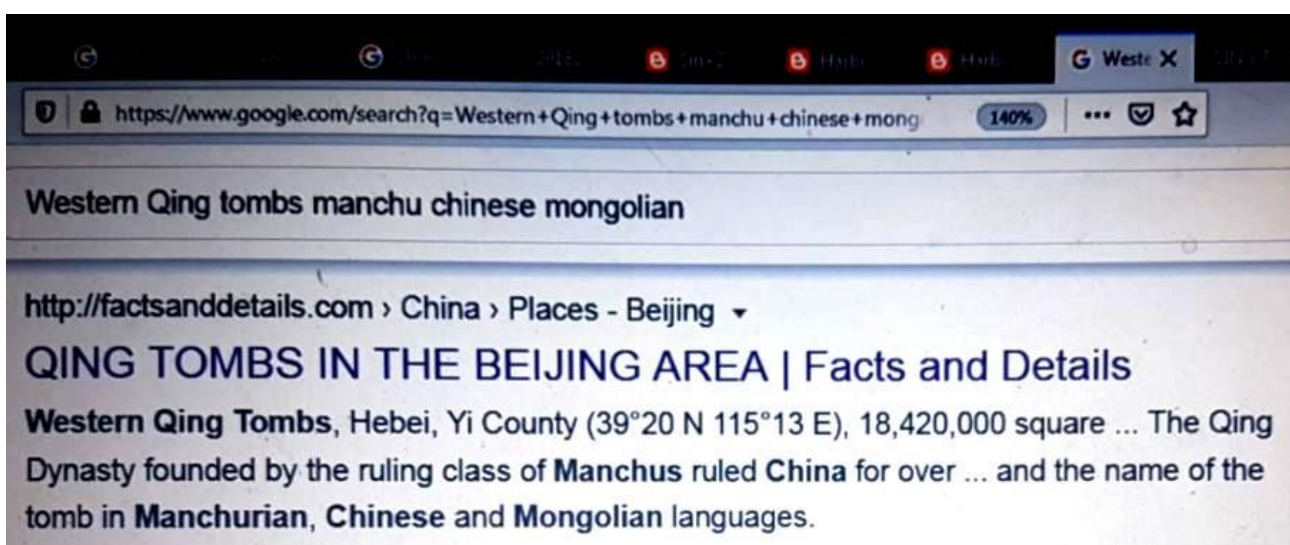 G Weste
https://www.google.com/search?q=Western+Qing+tombs+manchu+chinese+mong 140%
Western Qing tombs manchu chinese mongolian
http://factsanddetails.com › China › Places - Beijing
QING TOMBS IN THE BEIJING AREA | Facts and Details
Western Qing Tombs, Hebei, Yi County (39°20 N 115°13 E), 18,420,000 square ... The Qing
Dynasty founded by the ruling class of Manchus ruled China for over ... and the name of the
tomb in Manchurian, Chinese and Mongolian languages.